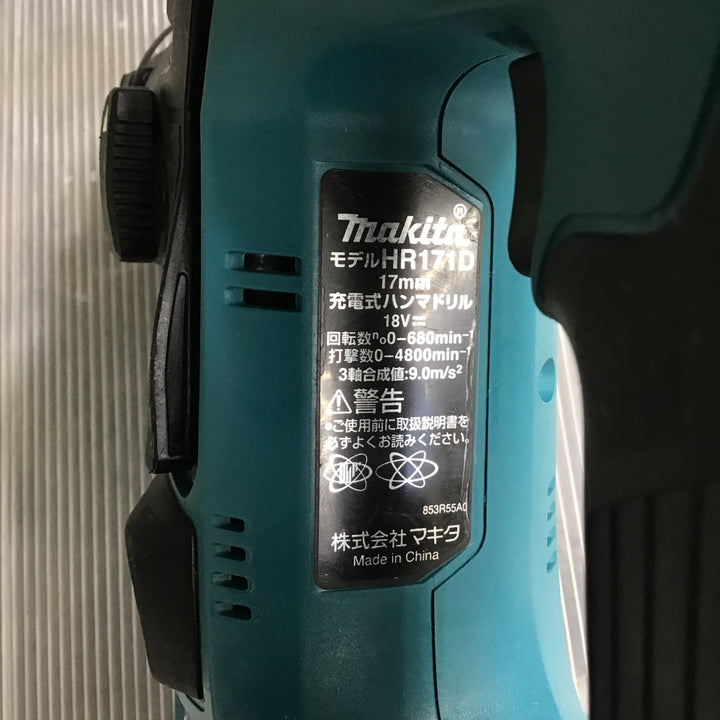 makita®
モデルHR171D
17mm
充電式ハンマドリル
18V⎓
回転数n₀0-680min⁻¹
打撃数0-4800min⁻¹
3軸合成値:9.0m/s²
⚠警告
•ご使用前に取扱説明書を
必ずよくお読みください。
853R55A0
株式会社マキタ
Made in China